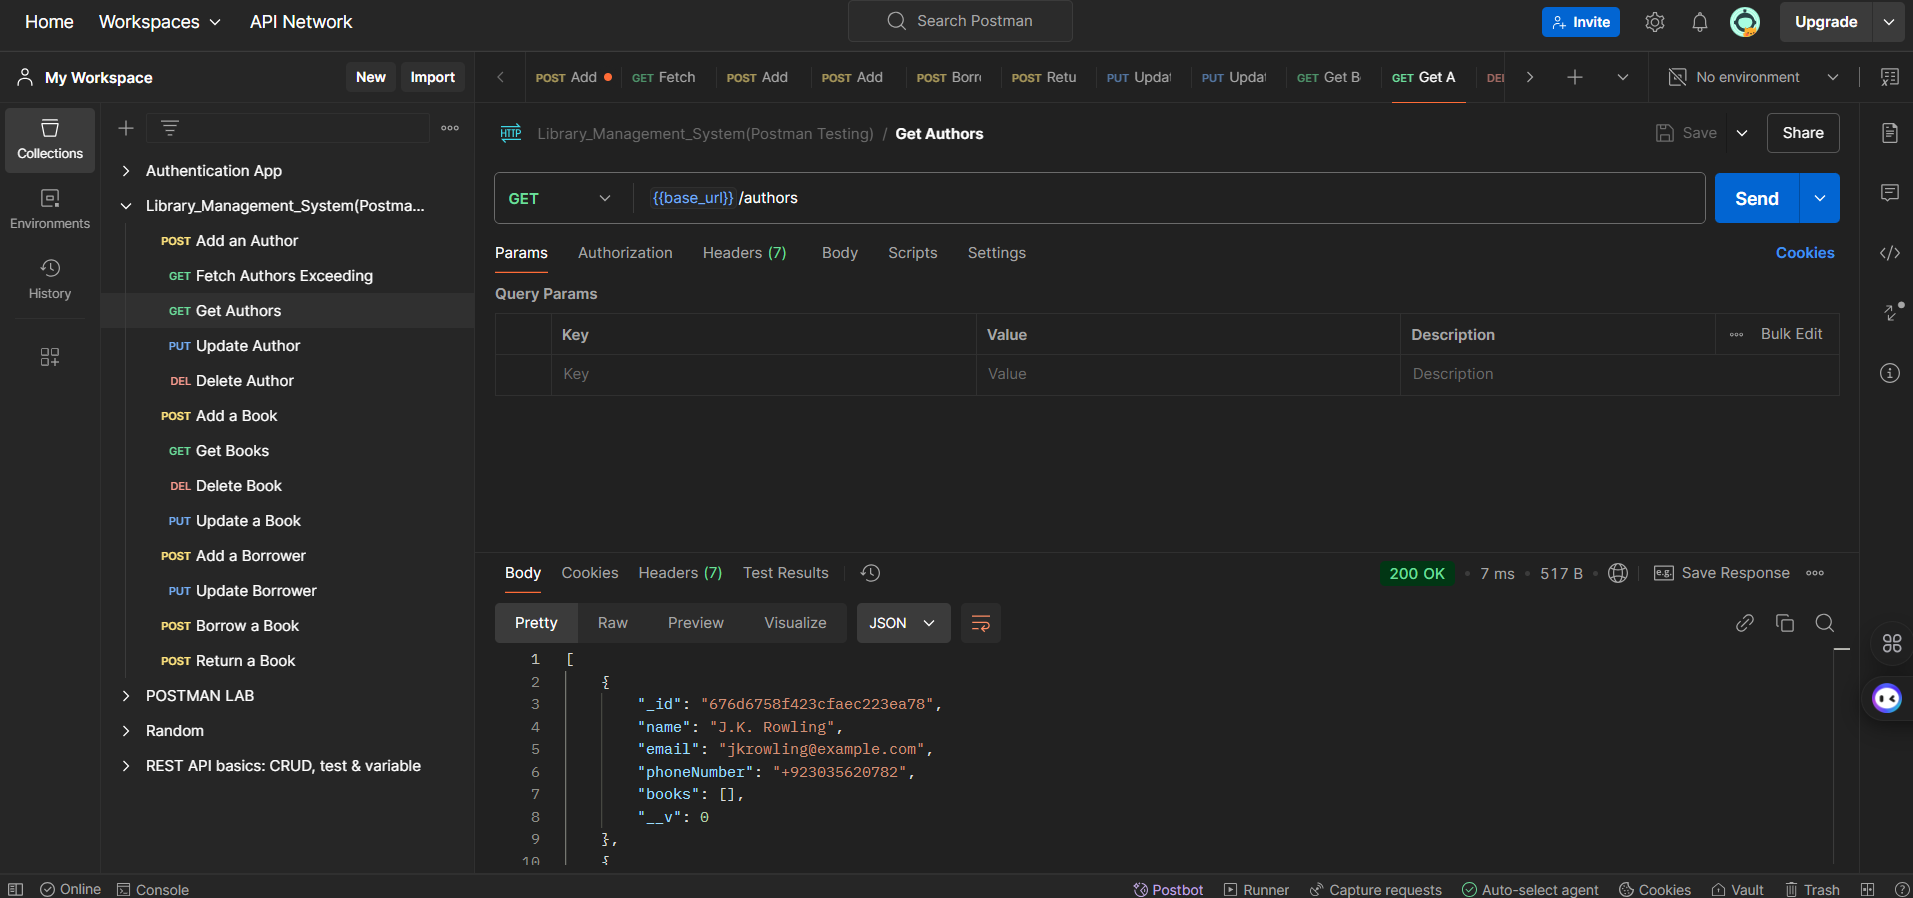 Home Workspaces API Network Search Postman Invite Upgrade
My Workspace New Import POST Add GET Fetch POST Add POST Add POST Borr POST Retu PUT Updat PUT Updat GET Get B GET Get A DEL No environment
Library_Management_System(Postman Testing) / Get Authors Save Share
Collections
Environments
History
Authentication App
Library_Management_System(Postma...
POST Add an Author
GET Fetch Authors Exceeding
GET Get Authors
PUT Update Author
DEL Delete Author
POST Add a Book
GET Get Books
DEL Delete Book
PUT Update a Book
POST Add a Borrower
PUT Update Borrower
POST Borrow a Book
POST Return a Book
POSTMAN LAB
Random
REST API basics: CRUD, test & variable
HTTP
GET {{base_url}}/authors Send
Params Authorization Headers (7) Body Scripts Settings Cookies
Query Params
Key Value Description Bulk Edit
Key Value Description
Body Cookies Headers (7) Test Results 200 OK 7 ms 517 B e.g. Save Response
Pretty Raw Preview Visualize JSON
1 [
2 {
3 "_id": "676d6758f423cfaec223ea78",
4 "name": "J.K. Rowling",
5 "email": "jkrowling@example.com",
6 "phoneNumber": "+923035620782",
7 "books": [],
8 "__v": 0
9 },
10 {
Online Console Postbot Runner Capture requests Auto-select agent Cookies Vault Trash